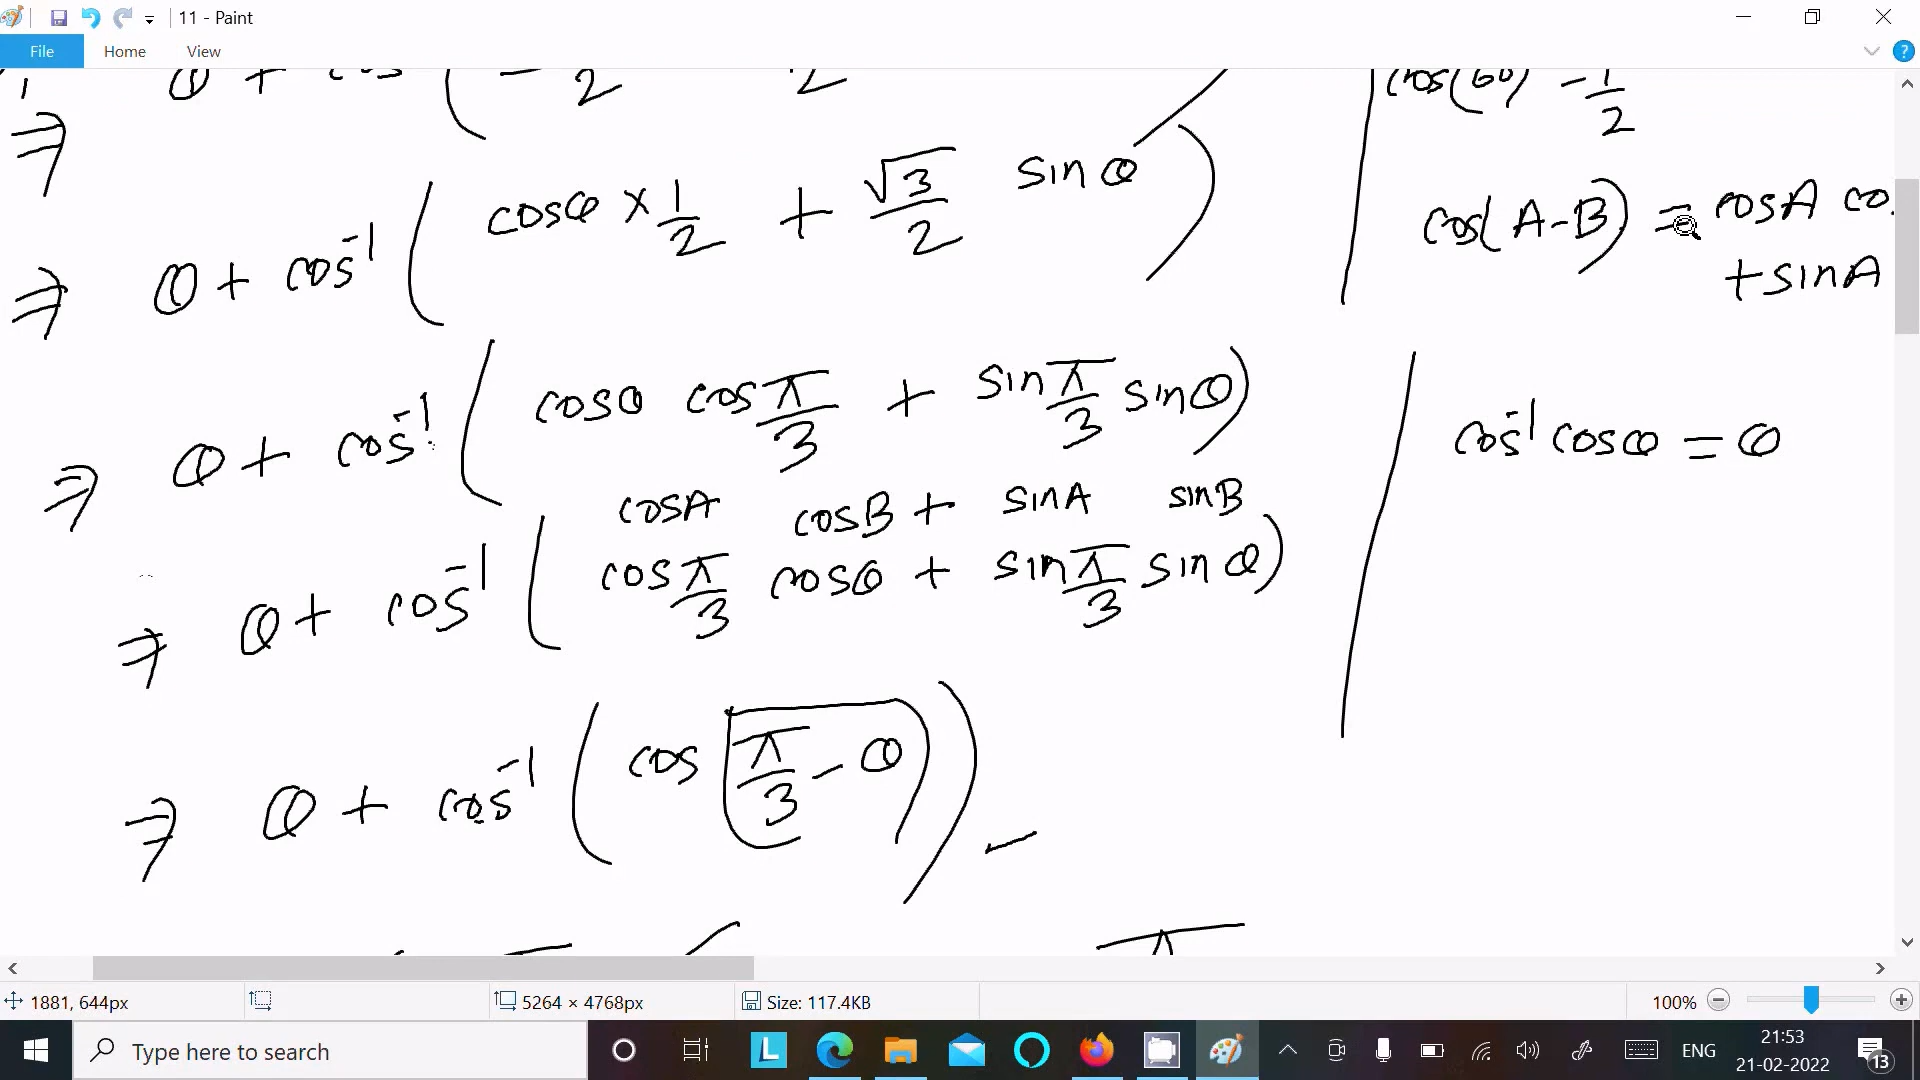 11 - Paint
File Home View
⇒ θ + cos ( 2 2
cos(60) = 1/2
⇒ θ + cos⁻¹ ( cosθ × 1/2 + √3/2 sinθ )
cos(A-B) = cosA co
+ sinA
⇒ θ + cos⁻¹ ( cosθ cos π/3 + sin π/3 sinθ )
cos⁻¹ cosθ = θ
cosA cosB + sinA sinB
⇒ θ + cos⁻¹ ( cos π/3 cosθ + sin π/3 sinθ )
⇒ θ + cos⁻¹ ( cos ( π/3 - θ ) ) -
1881, 644px 5264 × 4768px Size: 117.4KB 100%
Type here to search L ENG 21:53
21-02-2022 13